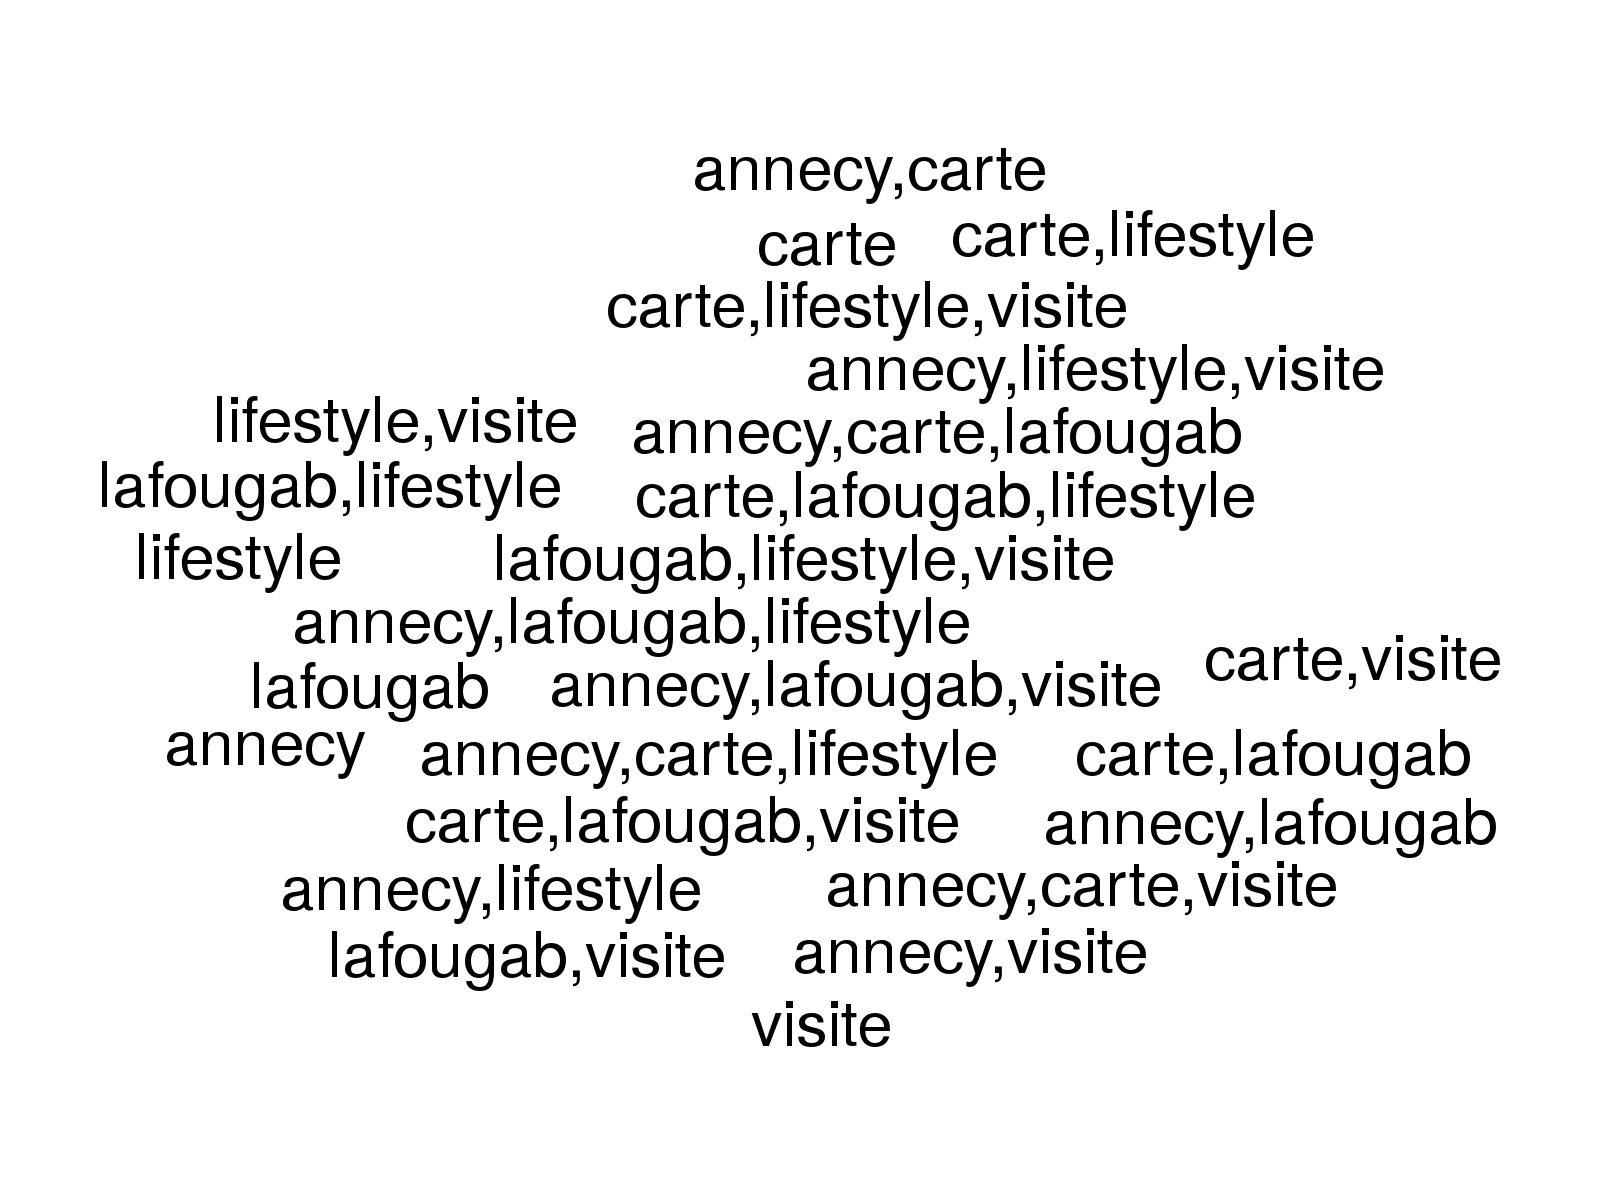 annecy,carte
carte carte,lifestyle
carte,lifestyle,visite
annecy,lifestyle,visite
lifestyle,visite annecy,carte,lafougab
lafougab,lifestyle carte,lafougab,lifestyle
lifestyle lafougab,lifestyle,visite
annecy,lafougab,lifestyle
lafougab annecy,lafougab,visite carte,visite
annecy annecy,carte,lifestyle carte,lafougab
carte,lafougab,visite annecy,lafougab
annecy,lifestyle annecy,carte,visite
lafougab,visite annecy,visite
visite